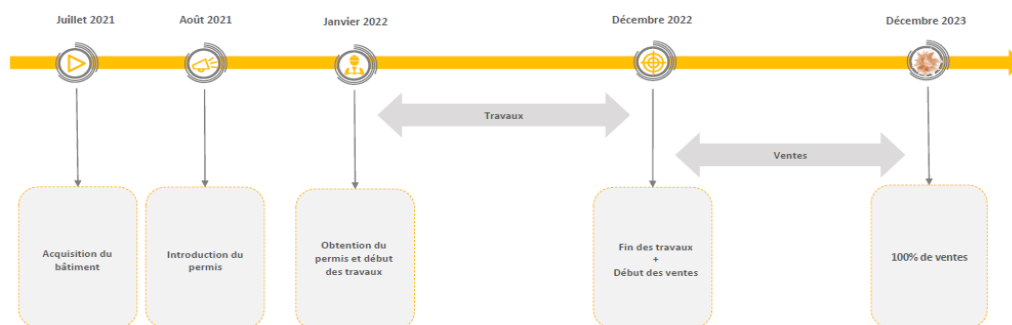 Juillet 2021
Août 2021
Janvier 2022
Décembre 2022
Décembre 2023
Travaux
Ventes
Acquisition du
bâtiment
Introduction du
permis
Obtention du
permis et début
des travaux
Fin des travaux
+
Début des ventes
100% de ventes